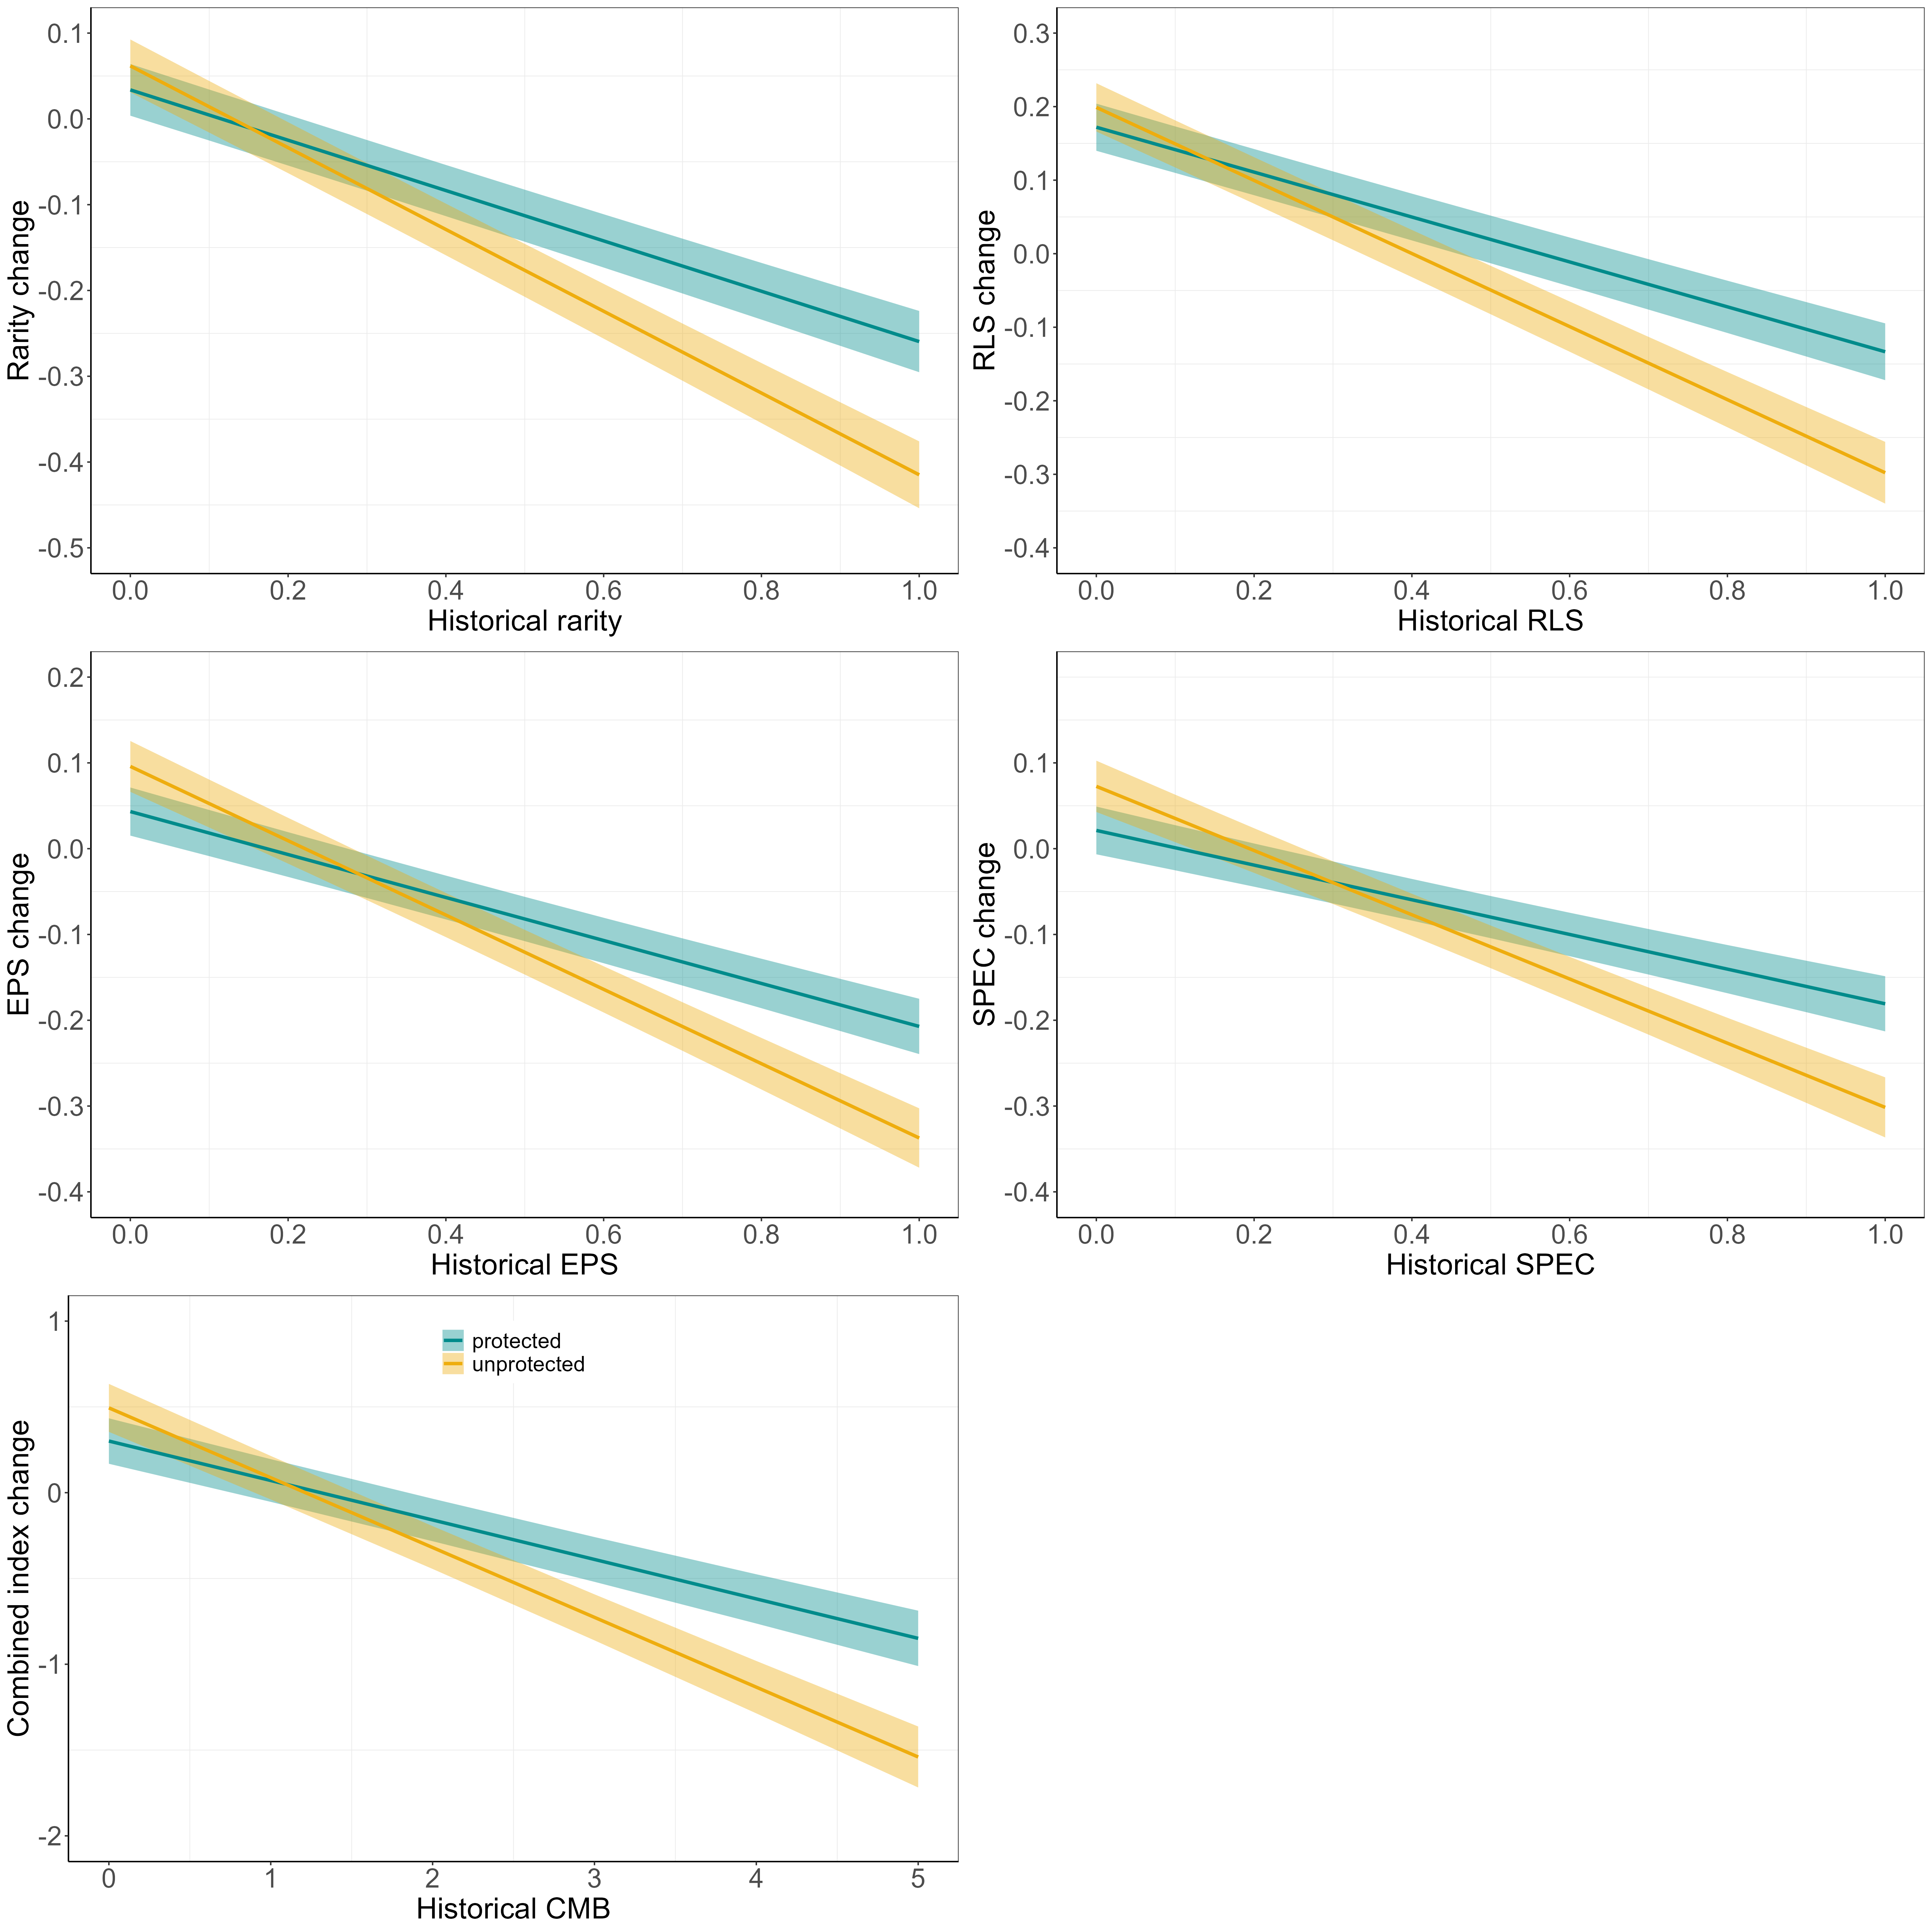 Rarity change
0.1
0.0
-0.1
-0.2
-0.3
-0.4
-0.5
0.0 0.2 0.4 0.6 0.8 1.0
Historical rarity
RLS change
0.3
0.2
0.1
0.0
-0.1
-0.2
-0.3
-0.4
0.0 0.2 0.4 0.6 0.8 1.0
Historical RLS
EPS change
0.2
0.1
0.0
-0.1
-0.2
-0.3
-0.4
0.0 0.2 0.4 0.6 0.8 1.0
Historical EPS
SPEC change
0.1
0.0
-0.1
-0.2
-0.3
-0.4
0.0 0.2 0.4 0.6 0.8 1.0
Historical SPEC
Combined index change
1
0
-1
-2
protected
unprotected
0 1 2 3 4 5
Historical CMB